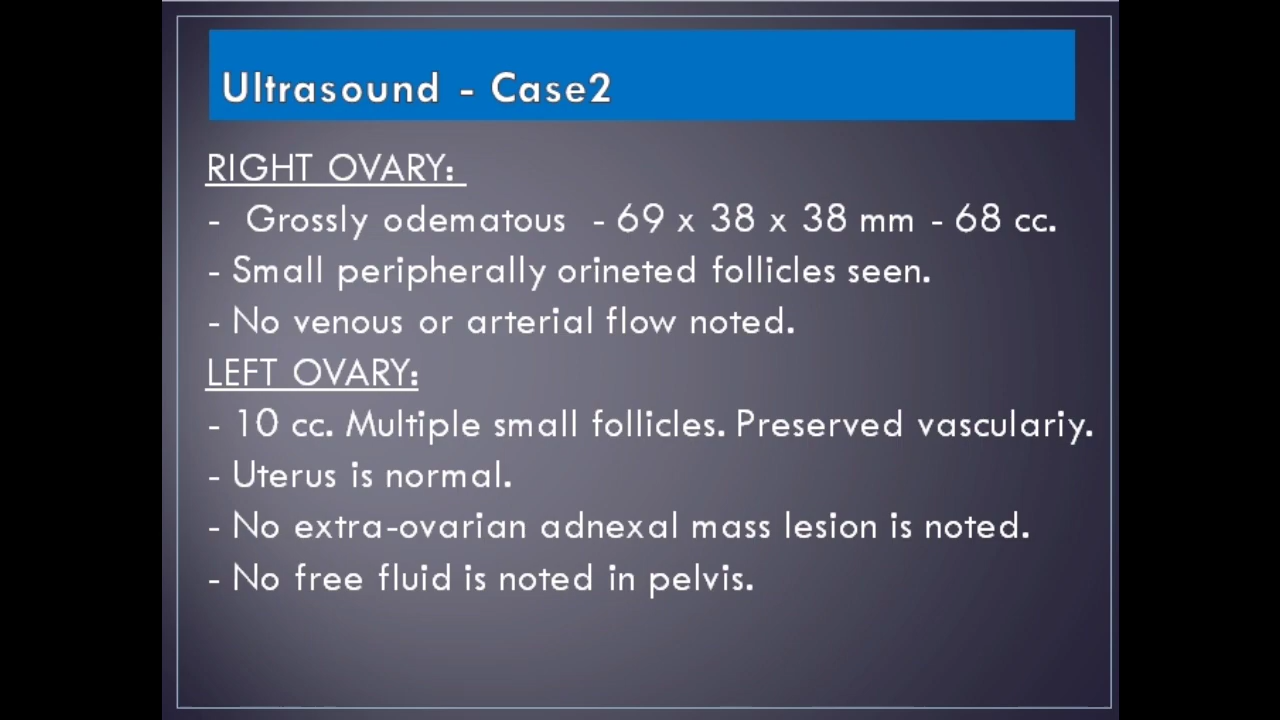 Ultrasound - Case2
RIGHT OVARY:
- Grossly odematous - 69 x 38 x 38 mm - 68 cc.
- Small peripherally orineted follicles seen.
- No venous or arterial flow noted.
LEFT OVARY:
- 10 cc. Multiple small follicles. Preserved vasculariy.
- Uterus is normal.
- No extra-ovarian adnexal mass lesion is noted.
- No free fluid is noted in pelvis.